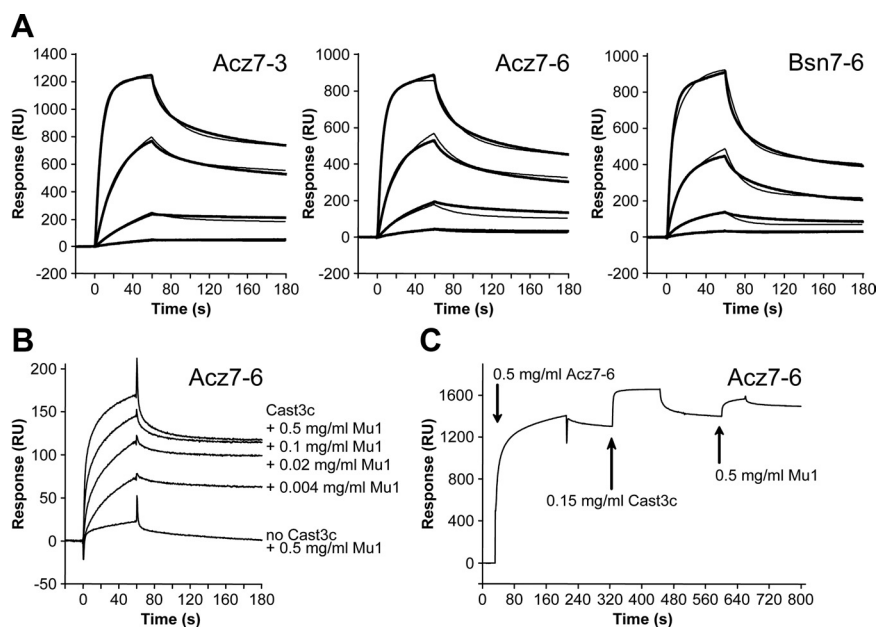 A
Acz7-3
Response (RU)
1400
1200
1000
800
600
400
200
0
-200
0 20 40 60 80 100 120 140 160 180
Time (s)
Acz7-6
Response (RU)
1000
800
600
400
200
0
-200
0 20 40 60 80 100 120 140 160 180
Time (s)
Bsn7-6
Response (RU)
1000
800
600
400
200
0
-200
0 20 40 60 80 100 120 140 160 180
Time (s)
B
Acz7-6
Response (RU)
200
150
100
50
0
-50
0 20 40 60 80 100 120 140 160 180
Time (s)
Cast3c
+ 0.5 mg/ml Mu1
+ 0.1 mg/ml Mu1
+ 0.02 mg/ml Mu1
+ 0.004 mg/ml Mu1
no Cast3c
+ 0.5 mg/ml Mu1
C
Acz7-6
Response (RU)
1600
1300
1200
400
0
0.5 mg/ml Acz7-6
0.15 mg/ml Cast3c
0.5 mg/ml Mu1
0 80 160 240 320 400 480 560 640 720 800
Time (s)